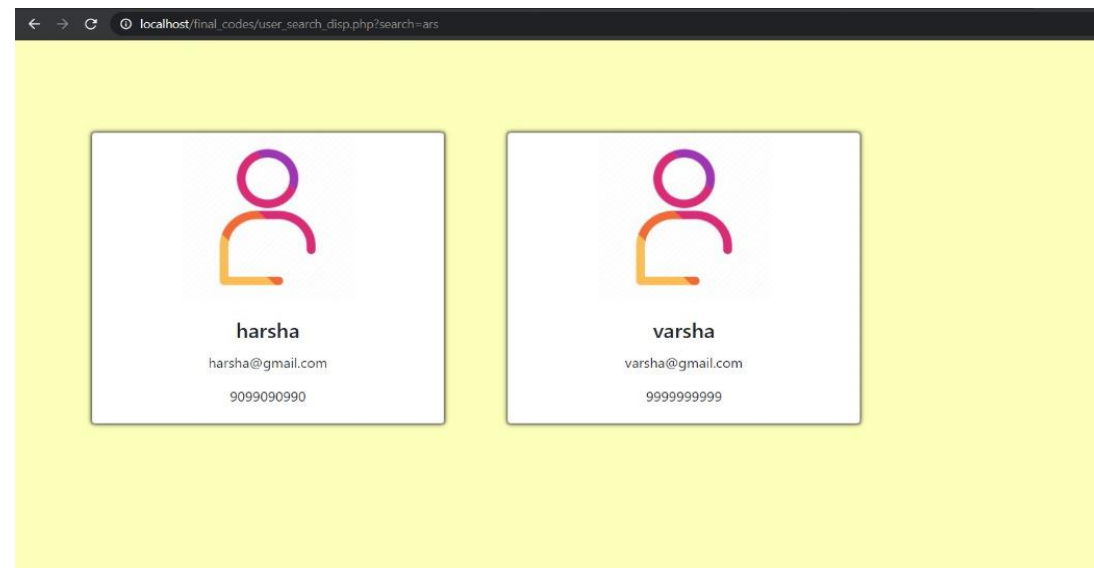 localhost/final_codes/user_search_disp.php?search=ars
harsha
harsha@gmail.com
9099090990
varsha
varsha@gmail.com
9999999999